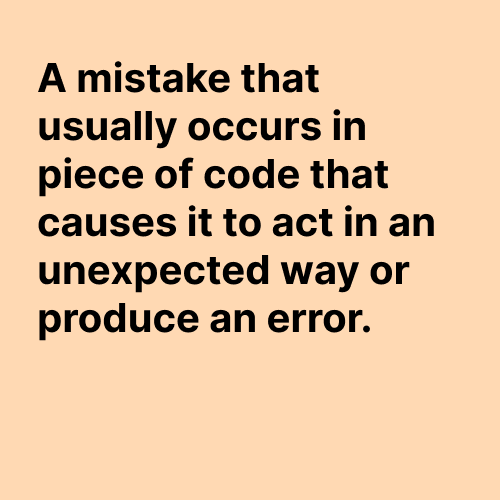 A mistake that
usually occurs in
piece of code that
causes it to act in an
unexpected way or
produce an error.